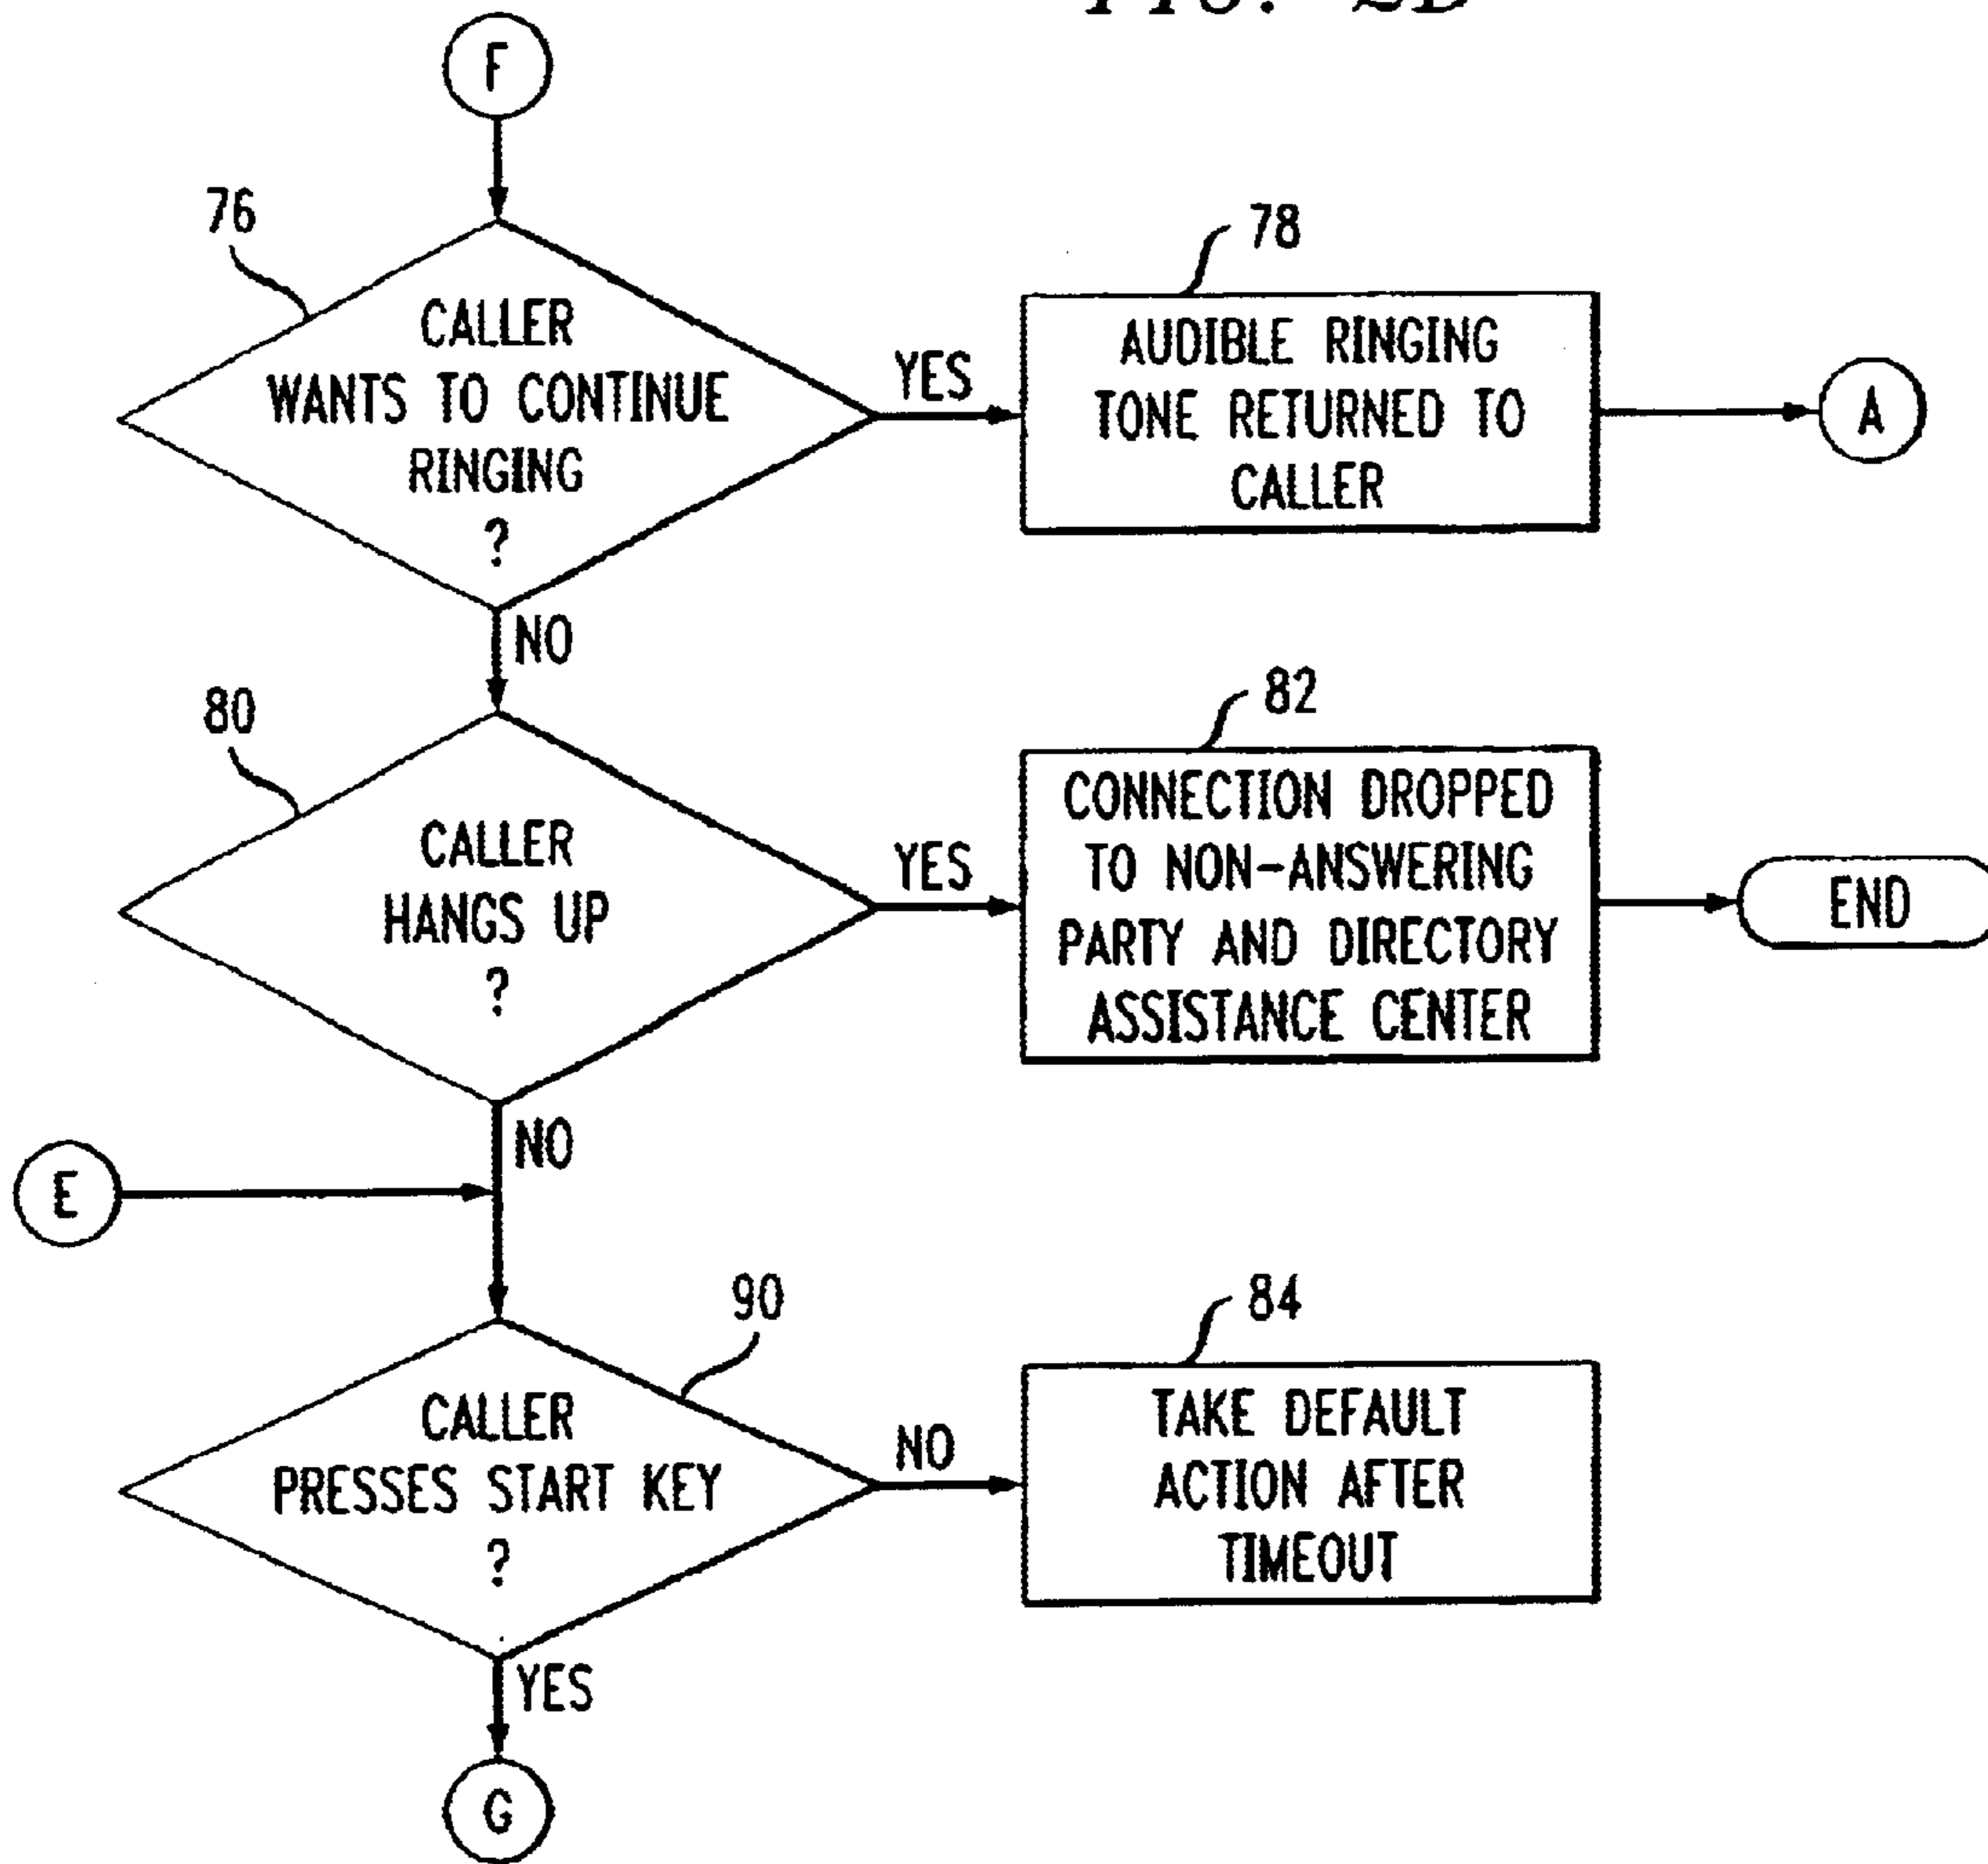 F
76
CALLER
WANTS TO CONTINUE
RINGING
?
YES
78
AUDIBLE RINGING
TONE RETURNED TO
CALLER
A
NO
80
CALLER
HANGS UP
?
YES
82
CONNECTION DROPPED
TO NON-ANSWERING
PARTY AND DIRECTORY
ASSISTANCE CENTER
END
NO
E
90
CALLER
PRESSES START KEY
?
NO
84
TAKE DEFAULT
ACTION AFTER
TIMEOUT
YES
G